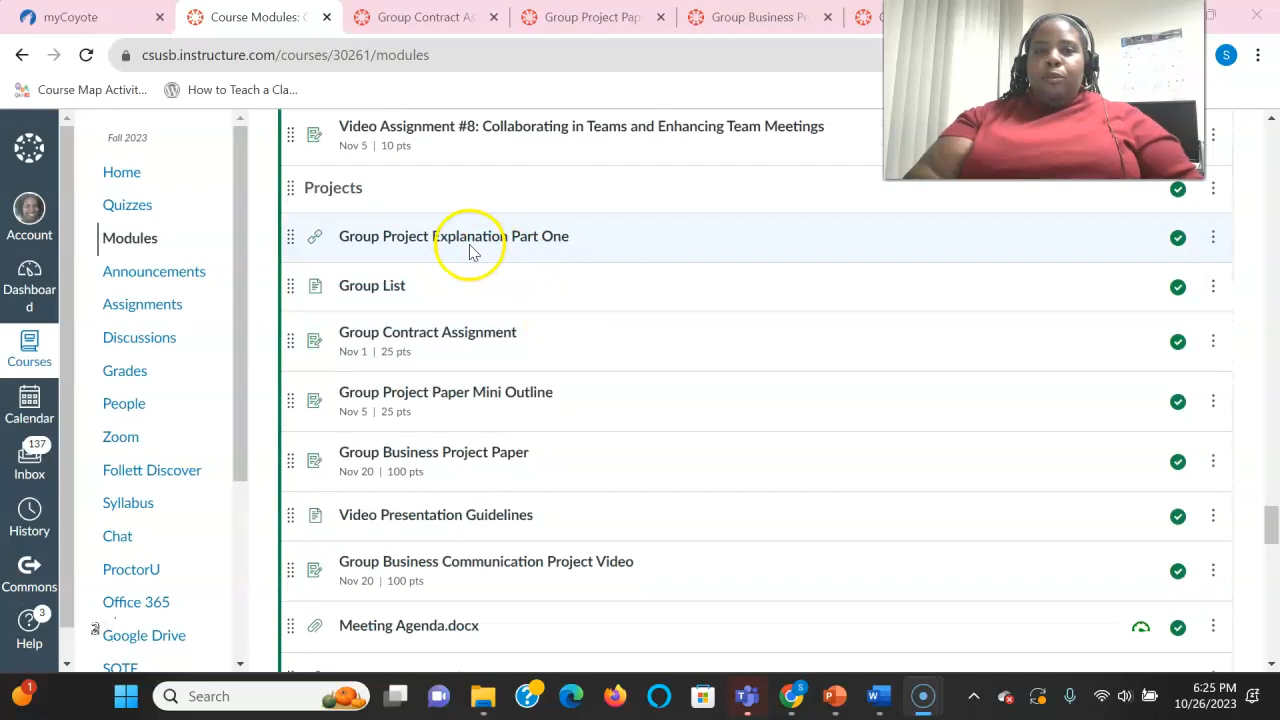 myCoyote
Course Modules: C
Group Contract As
Group Project Pap
Group Business Pr
csusb.instructure.com/courses/30261/modules
S
Course Map Activit...
How to Teach a Cla...
Fall 2023
Home
Quizzes
Modules
Announcements
Assignments
Discussions
Grades
People
Zoom
Follett Discover
Syllabus
Chat
ProctorU
Office 365
Google Drive
SOTE
Account
Dashboar
d
Courses
Calendar
137
Inbox
History
Commons
3
Help
Video Assignment #8: Collaborating in Teams and Enhancing Team Meetings
Nov 5 | 10 pts
Projects
Group Project Explanation Part One
Group List
Group Contract Assignment
Nov 1 | 25 pts
Group Project Paper Mini Outline
Nov 5 | 25 pts
Group Business Project Paper
Nov 20 | 100 pts
Video Presentation Guidelines
Group Business Communication Project Video
Nov 20 | 100 pts
Meeting Agenda.docx
1
Search
6:25 PM
10/26/2023